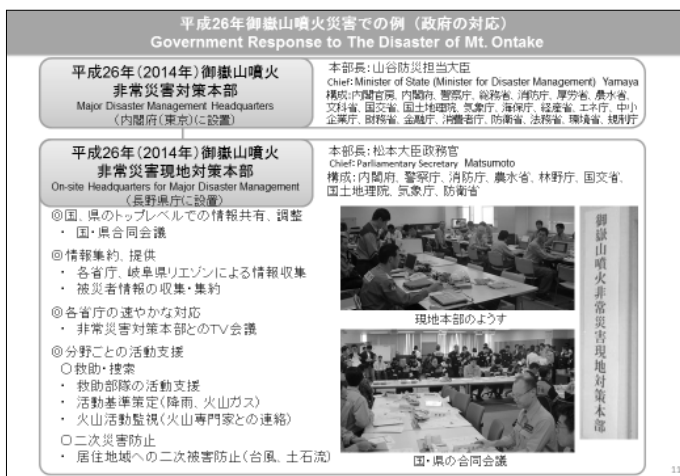 平成26年御嶽山噴火災害での例（政府の対応）
Government Response to The Disaster of Mt. Ontake
平成26年（2014年）御嶽山噴火
非常災害対策本部
Major Disaster Management Headquarters
（内閣府（東京）に設置）
本部長：山谷防災担当大臣
Chief: Minister of State (Minister for Disaster Management) Yamaya
構成：内閣官房、内閣府、警察庁、総務省、消防庁、厚労省、農水省、
文科省、国交省、国土地理院、気象庁、海保庁、経産省、エネ庁、中小
企業庁、財務省、金融庁、消費者庁、防衛省、法務省、環境省、規制庁
平成26年（2014年）御嶽山噴火
非常災害現地対策本部
On-site Headquarters for Major Disaster Management
（長野県庁に設置）
本部長：松本大臣政務官
Chief: Parliamentary Secretary Matsumoto
構成：内閣府、警察庁、消防庁、農水省、林野庁、国交省、
国土地理院、気象庁、防衛省
◎国、県のトップレベルでの情報共有、調整
・ 国・県合同会議
◎情報集約、提供
・ 各省庁、岐阜県リエゾンによる情報収集
・ 被災者情報の収集・集約
◎各省庁の速やかな対応
・ 非常災害対策本部とのTV会議
◎分野ごとの活動支援
○救助・捜索
・ 救助部隊の活動支援
・ 活動基準策定（降雨、火山ガス）
・ 火山活動監視（火山専門家との連絡）
○二次災害防止
・ 居住地域への二次被害防止（台風、土石流）
現地本部のようす
国・県の合同会議
御嶽山噴火非常災害現地対策本部
11